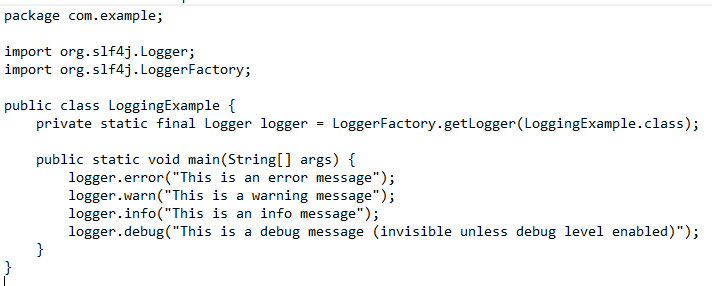 package com.example;

import org.slf4j.Logger;
import org.slf4j.LoggerFactory;

public class LoggingExample {
    private static final Logger logger = LoggerFactory.getLogger(LoggingExample.class);

    public static void main(String[] args) {
        logger.error("This is an error message");
        logger.warn("This is a warning message");
        logger.info("This is an info message");
        logger.debug("This is a debug message (invisible unless debug level enabled)");
    }
}